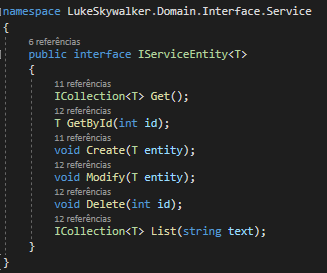 namespace LukeSkywalker.Domain.Interface.Service
{
6 referências
public interface IServiceEntity<T>
{
11 referências
ICollection<T> Get();
12 referências
T GetById(int id);
11 referências
void Create(T entity);
12 referências
void Modify(T entity);
12 referências
void Delete(int id);
12 referências
ICollection<T> List(string text);
}
}